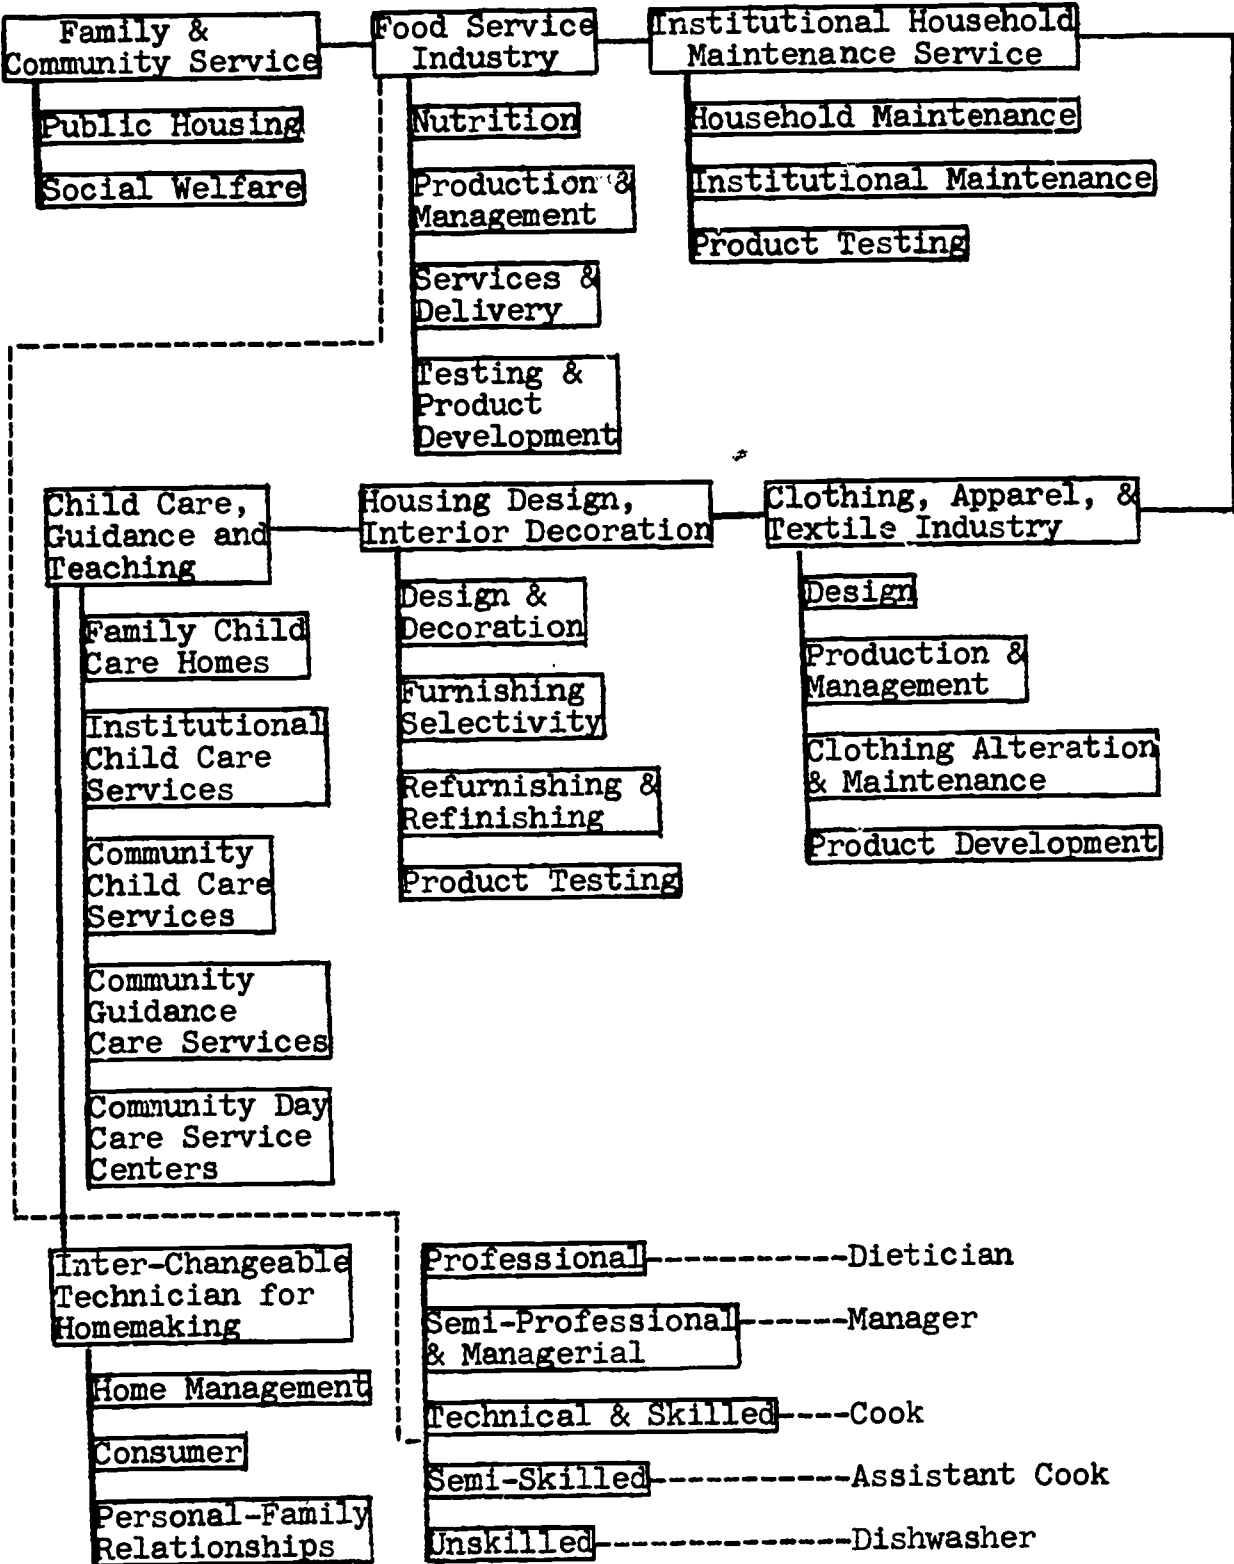 Family &
Community Service
Public Housing
Social Welfare
Food Service
Industry
Nutrition
Production &
Management
Services &
Delivery
Testing &
Product
Development
Institutional Household
Maintenance Service
Household Maintenance
Institutional Maintenance
Product Testing
Child Care,
Guidance and
Teaching
Family Child
Care Homes
Institutional
Child Care
Services
Community
Child Care
Services
Community
Guidance
Care Services
Community Day
Care Service
Centers
Housing Design,
Interior Decoration
Design &
Decoration
Furnishing
Selectivity
Refurnishing &
Refinishing
Product Testing
Clothing, Apparel, &
Textile Industry
Design
Production &
Management
Clothing Alteration
& Maintenance
Product Development
Inter-Changeable
Technician for
Homemaking
Home Management
Consumer
Personal-Family
Relationships
Professional Dietician
Semi-Professional Manager
& Managerial
Technical & Skilled Cook
Semi-Skilled Assistant Cook
Unskilled Dishwasher